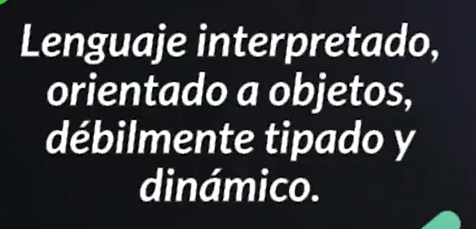 Lenguaje interpretado,
orientado a objetos,
débilmente tipado y
dinámico.